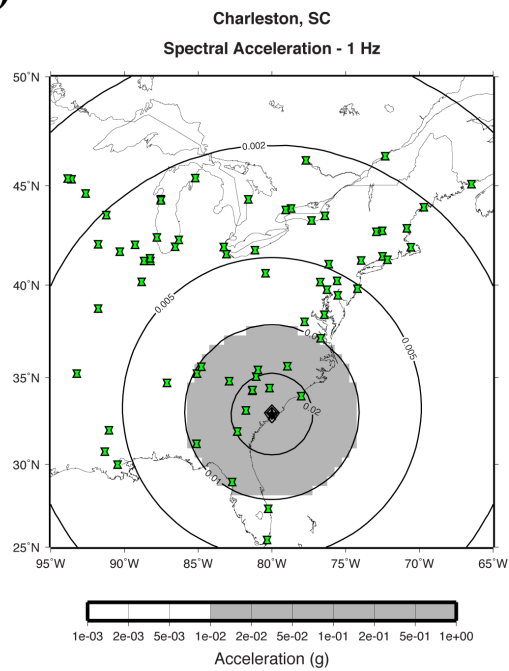 )
Charleston, SC
Spectral Acceleration - 1 Hz
50°N
0.002
45°N
40°N
0.005
0.005
35°N
0.02
30°N
0.01
25°N
95°W 90°W 85°W 80°W 75°W 70°W 65°W
1e-03 2e-03 5e-03 1e-02 2e-02 5e-02 1e-01 2e-01 5e-01 1e+00
Acceleration (g)